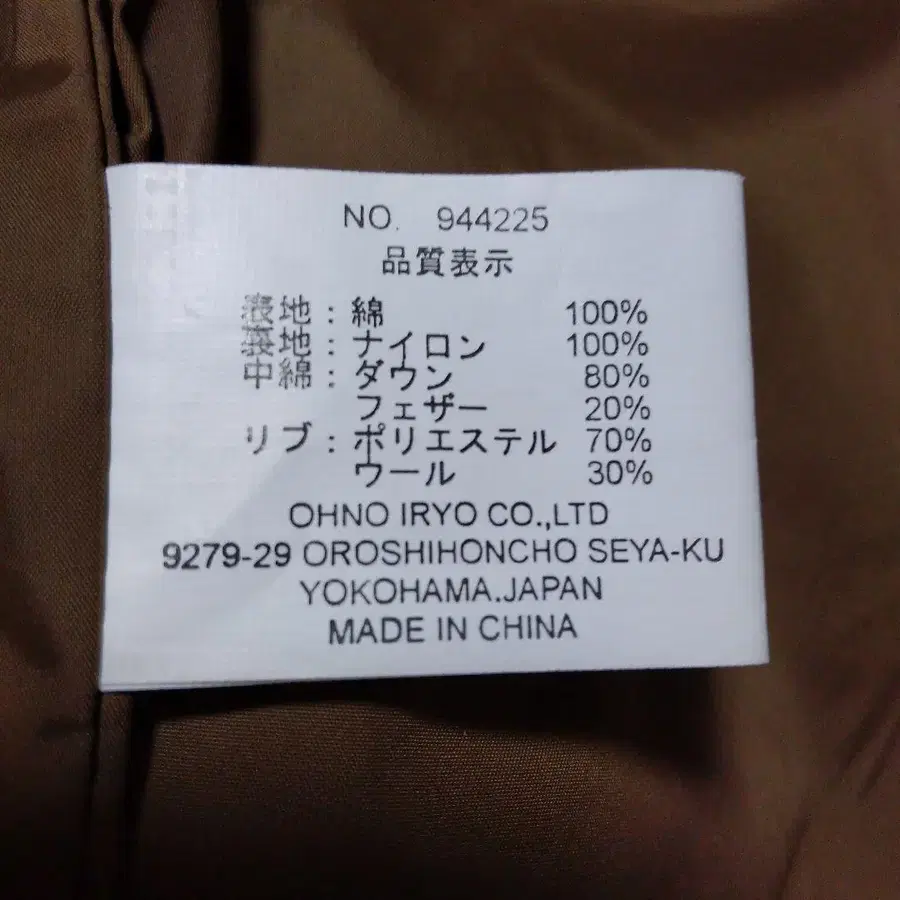 NO. 944225
品質表示
表地：綿 100%
裏地：ナイロン 100%
中綿：ダウン 80%
フェザー 20%
リブ：ポリエステル 70%
ウール 30%
OHNO IRYO CO.,LTD
9279-29 OROSHIHONCHO SEYA-KU
YOKOHAMA.JAPAN
MADE IN CHINA